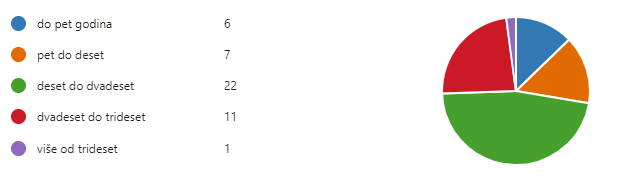 do pet godina 6
pet do deset 7
deset do dvadeset 22
dvadeset do trideset 11
više od trideset 1